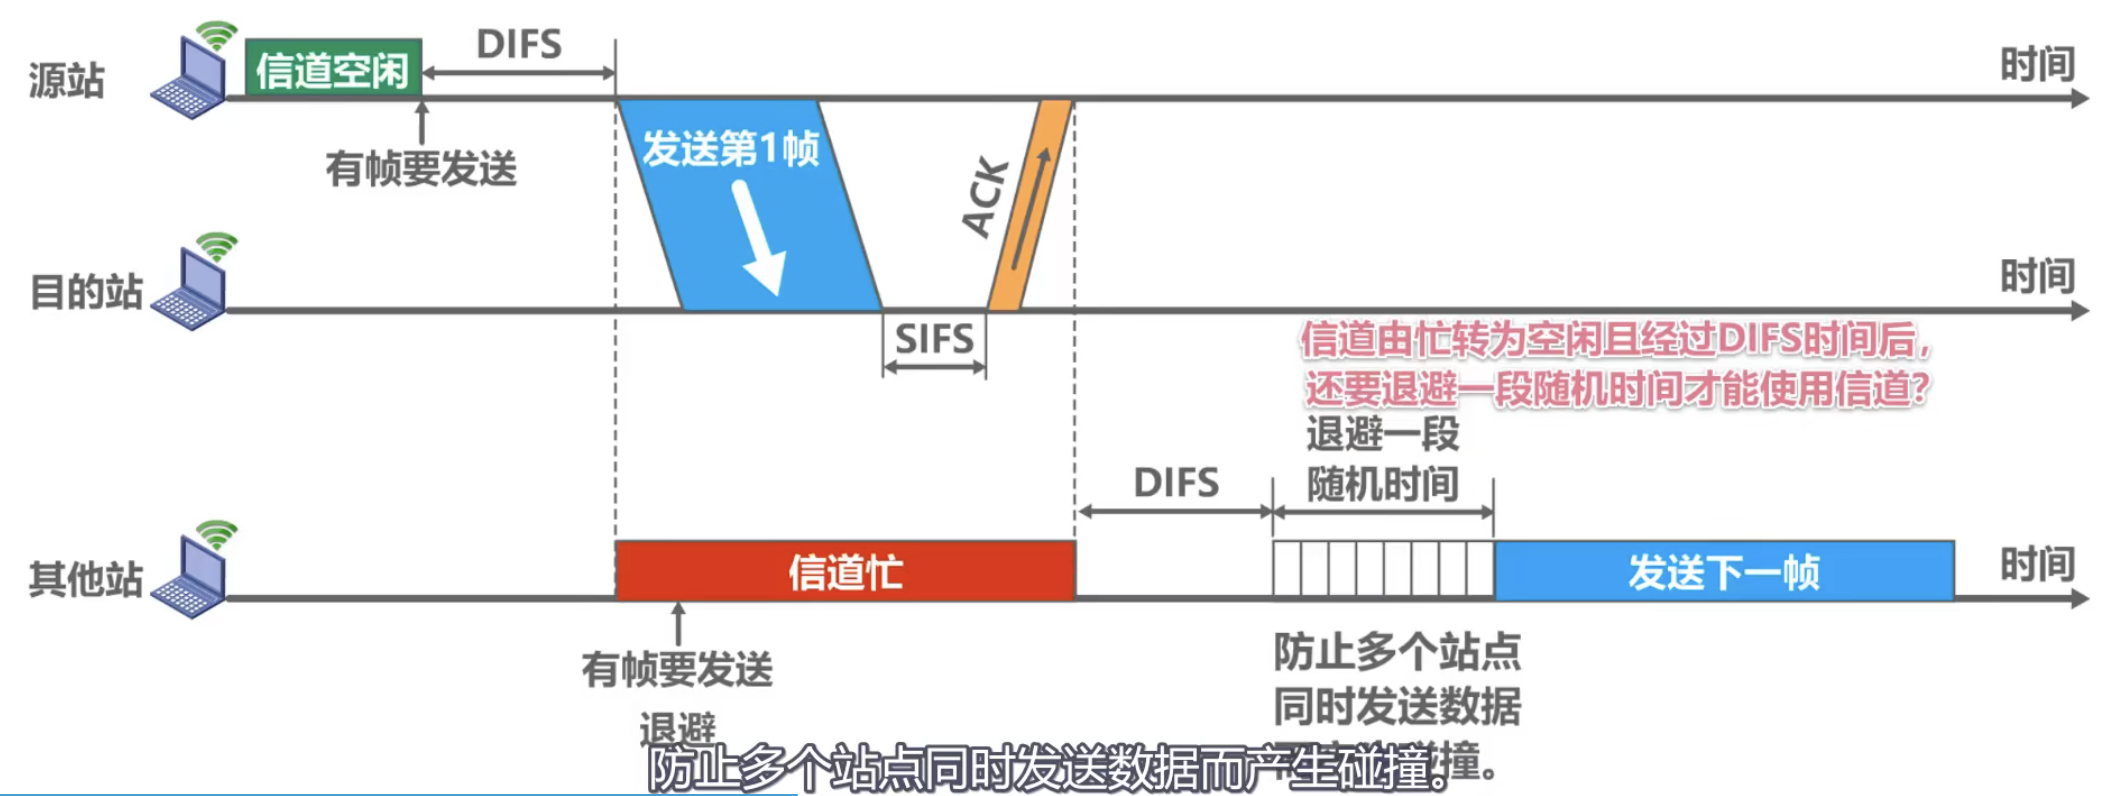 源站
信道空闲
DIFS
时间
有帧要发送
发送第1帧
ACK
目的站
时间
SIFS
信道由忙转为空闲且经过DIFS时间后,
还要退避一段随机时间才能使用信道?
退避一段
随机时间
DIFS
其他站
信道忙
发送下一帧
时间
有帧要发送
退避
防止多个站点
同时发送数据
碰撞。
防止多个站点同时发送数据而产生碰撞。